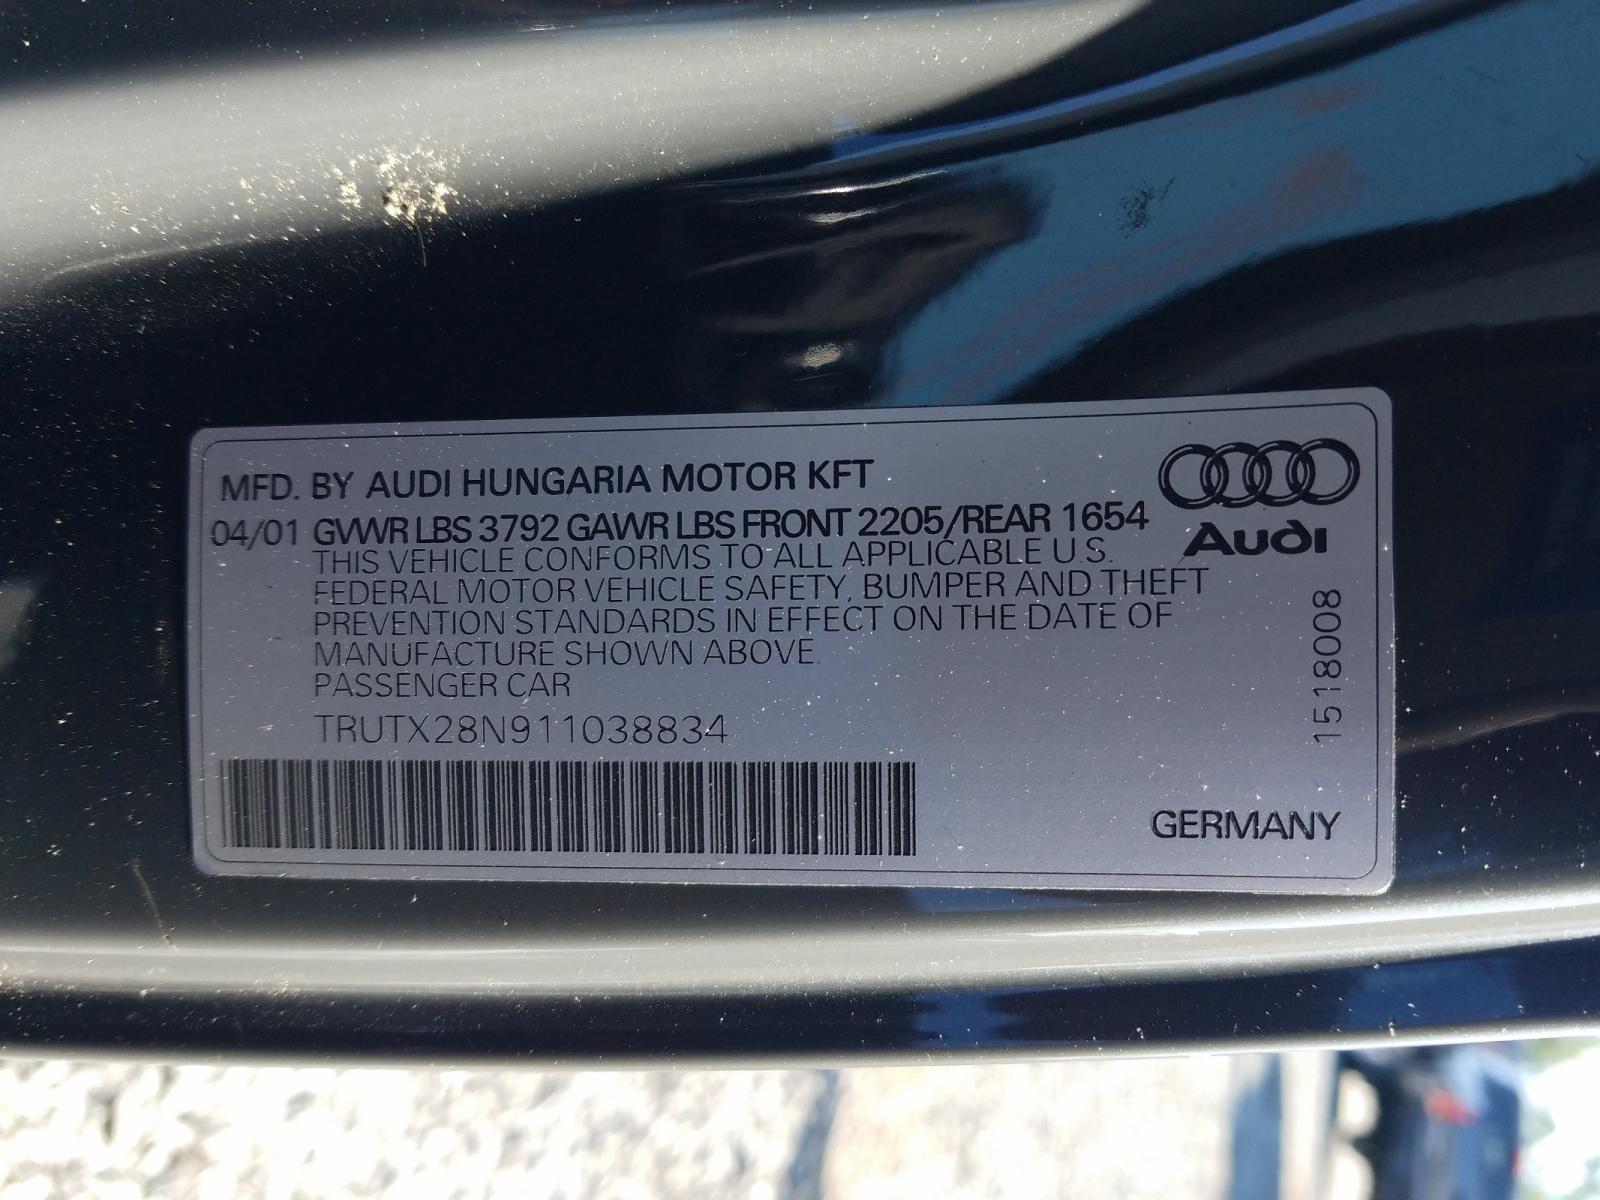 MFD. BY AUDI HUNGARIA MOTOR KFT
04/01 GVWR LBS 3792 GAWR LBS FRONT 2205/REAR 1654
THIS VEHICLE CONFORMS TO ALL APPLICABLE U.S.
FEDERAL MOTOR VEHICLE SAFETY, BUMPER AND THEFT
PREVENTION STANDARDS IN EFFECT ON THE DATE OF
MANUFACTURE SHOWN ABOVE.
PASSENGER CAR
TRUTX28N911038834
Audi
1518008
GERMANY